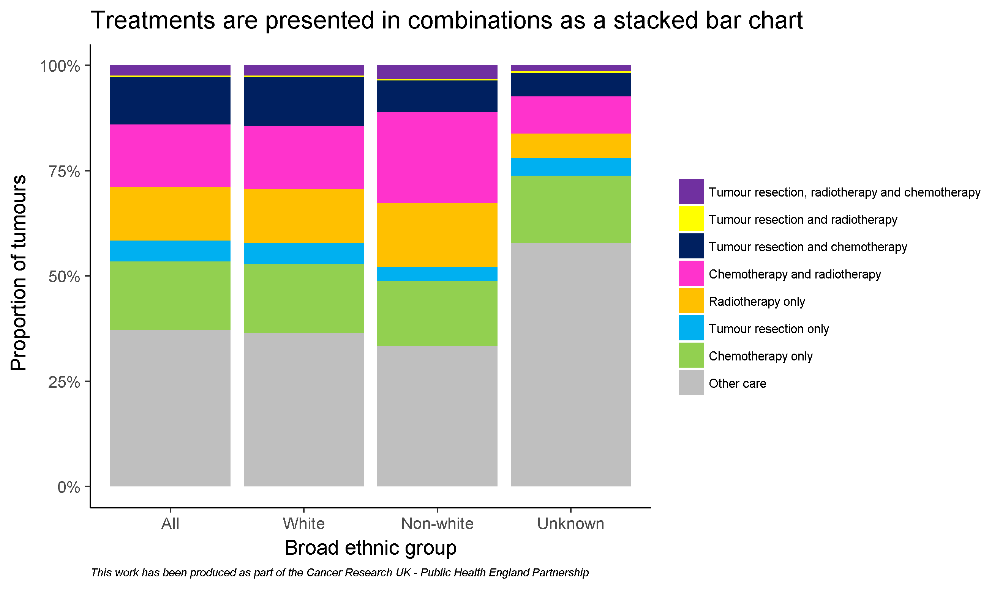 Treatments are presented in combinations as a stacked bar chart
Proportion of tumours
100%
75%
50%
25%
0%
All
White
Non-white
Unknown
Broad ethnic group
Tumour resection, radiotherapy and chemotherapy
Tumour resection and radiotherapy
Tumour resection and chemotherapy
Chemotherapy and radiotherapy
Radiotherapy only
Tumour resection only
Chemotherapy only
Other care
This work has been produced as part of the Cancer Research UK - Public Health England Partnership